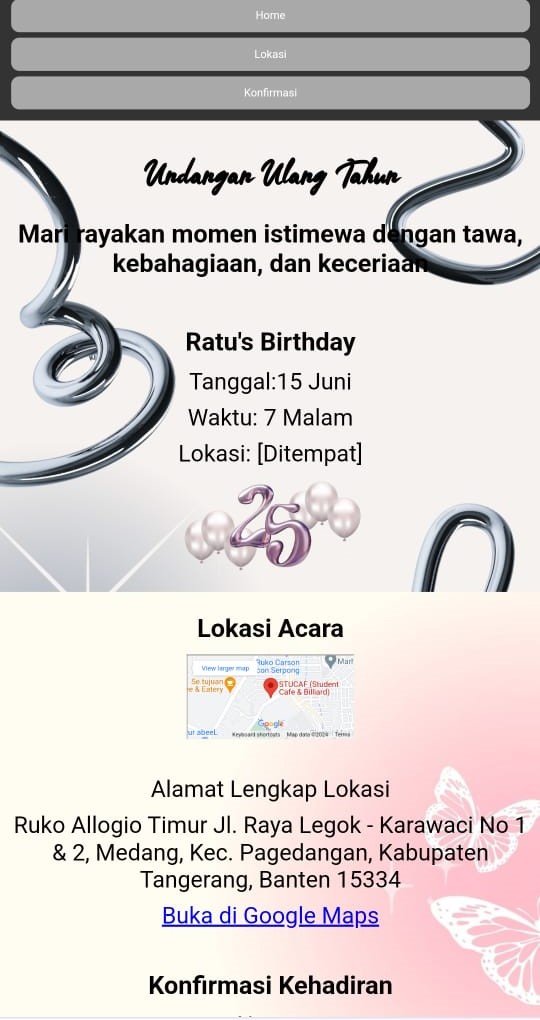 Home
Lokasi
Konfirmasi
Undangan Ulang Tahun
Mari rayakan momen istimewa dengan tawa,
kebahagiaan, dan keceriaan
Ratu's Birthday
Tanggal:15 Juni
Waktu: 7 Malam
Lokasi: [Ditempat]
25
Lokasi Acara
View larger map
Ruko Carson
con Serpong
Marh
Se.tujuan
e & Eatery
STUCAF (Student
Cafe & Billiard)
ur abeeL
Google
Keyboard shortcuts Map data ©2024 Terms
Alamat Lengkap Lokasi
Ruko Allogio Timur Jl. Raya Legok - Karawaci No 1
& 2, Medang, Kec. Pagedangan, Kabupaten
Tangerang, Banten 15334
Buka di Google Maps
Konfirmasi Kehadiran